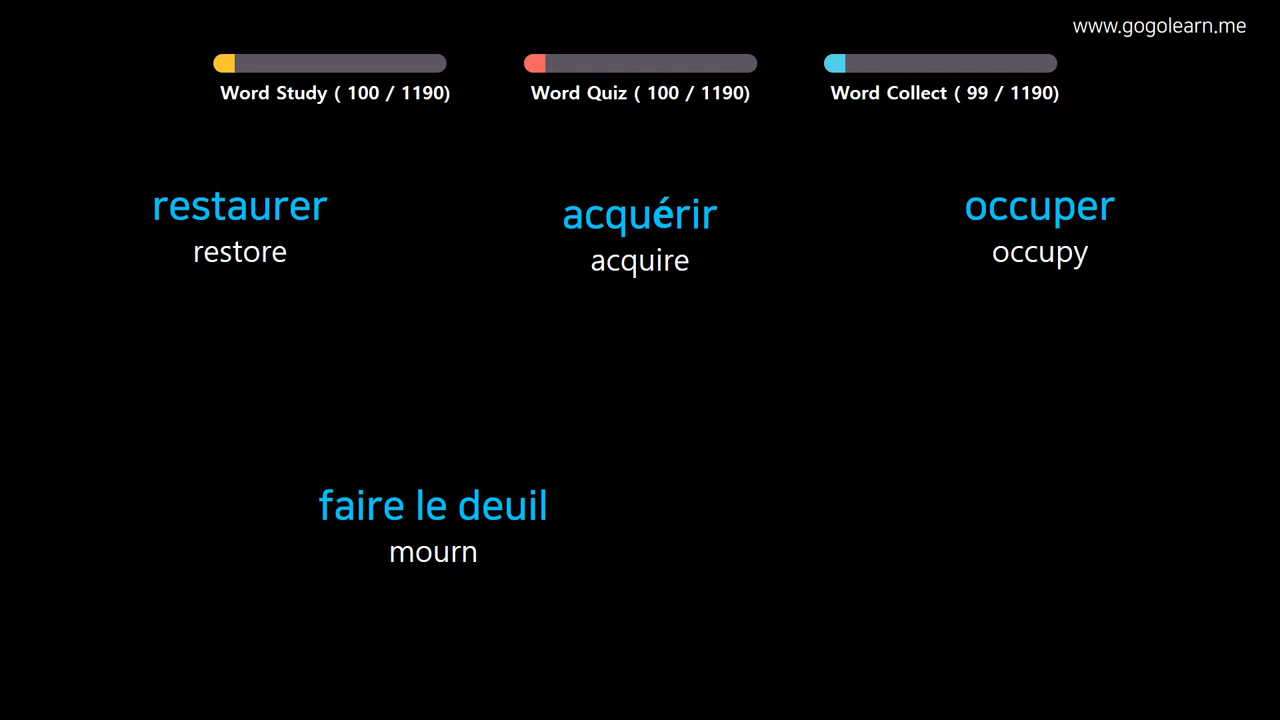 www.gogolearn.me
Word Study ( 100 / 1190)
Word Quiz ( 100 / 1190)
Word Collect ( 99 / 1190)
restaurer
restore
acquérir
acquire
occuper
occupy
faire le deuil
mourn